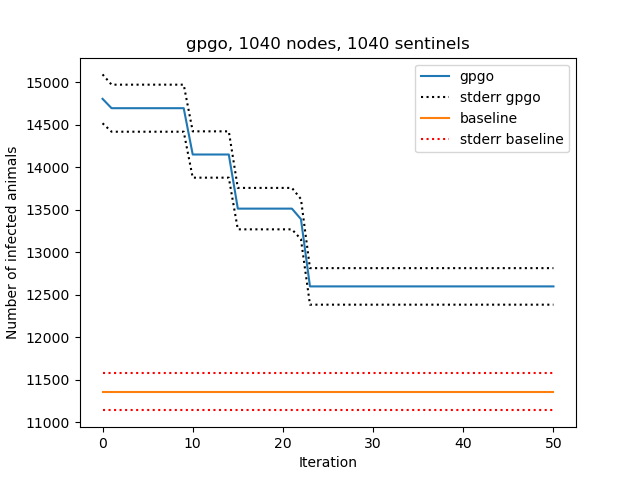 gpgo, 1040 nodes, 1040 sentinels
15000
14500
14000
13500
13000
12500
12000
11500
11000
Number of infected animals
gpgo
stderr gpgo
baseline
stderr baseline
0 10 20 30 40 50
Iteration